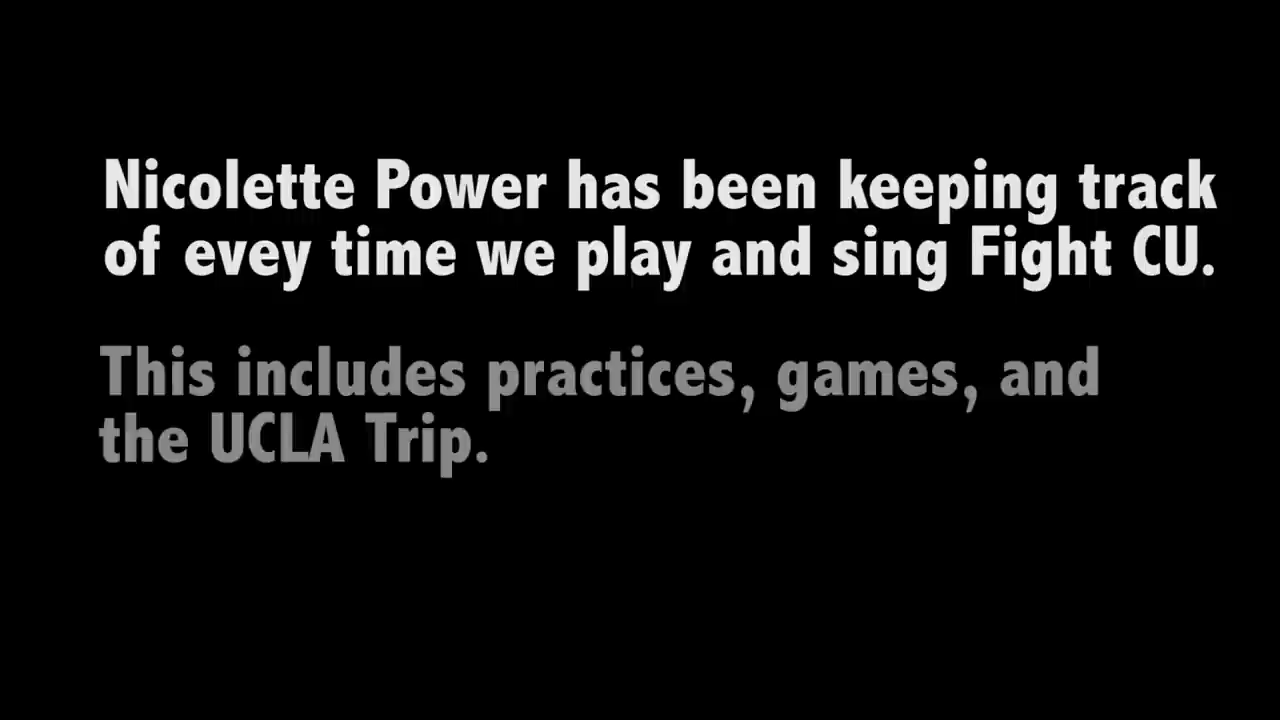 Nicolette Power has been keeping track
of evey time we play and sing Fight CU.
This includes practices, games, and
the UCLA Trip.